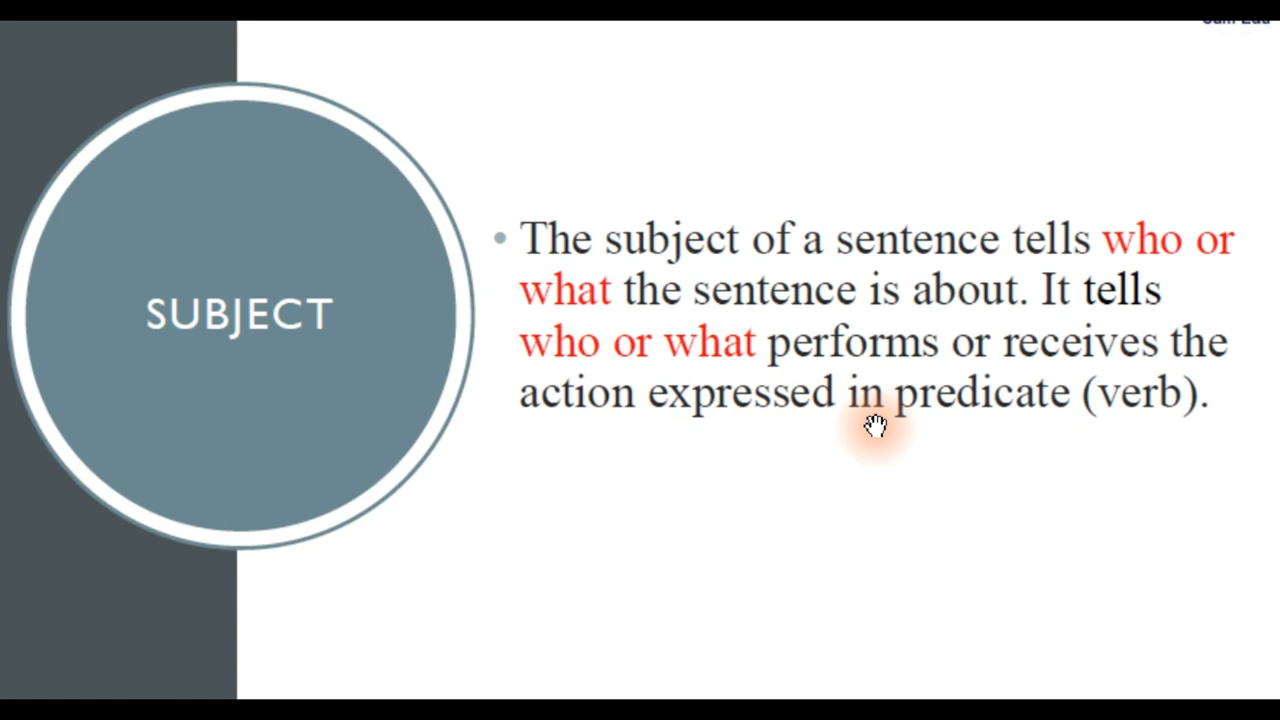 SUBJECT
• The subject of a sentence tells who or
what the sentence is about. It tells
who or what performs or receives the
action expressed in predicate (verb).